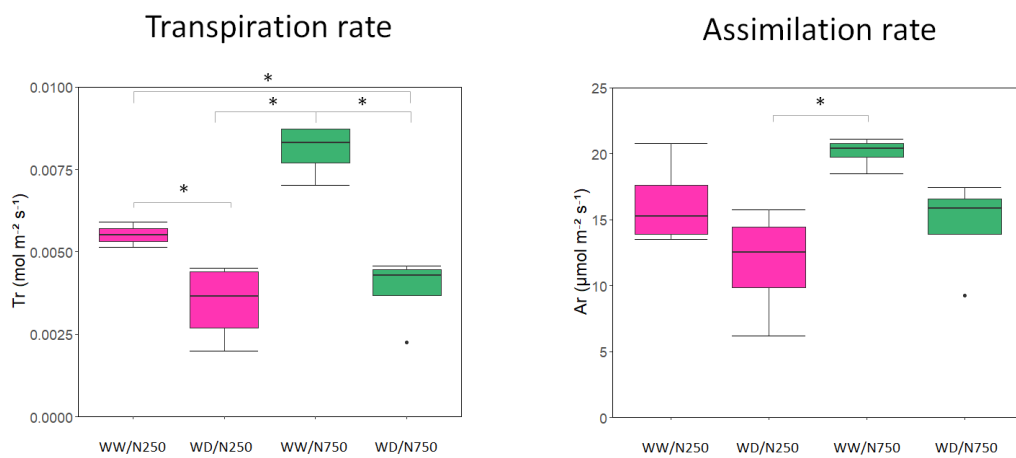 Transpiration rate
Assimilation rate
Tr (mol m⁻² s⁻¹)
0.0100
0.0075
0.0050
0.0025
0.0000
*
*
*
*
WW/N250 WD/N250 WW/N750 WD/N750
Ar (μmol m⁻² s⁻¹)
25
20
15
10
5
0
*
WW/N250 WD/N250 WW/N750 WD/N750